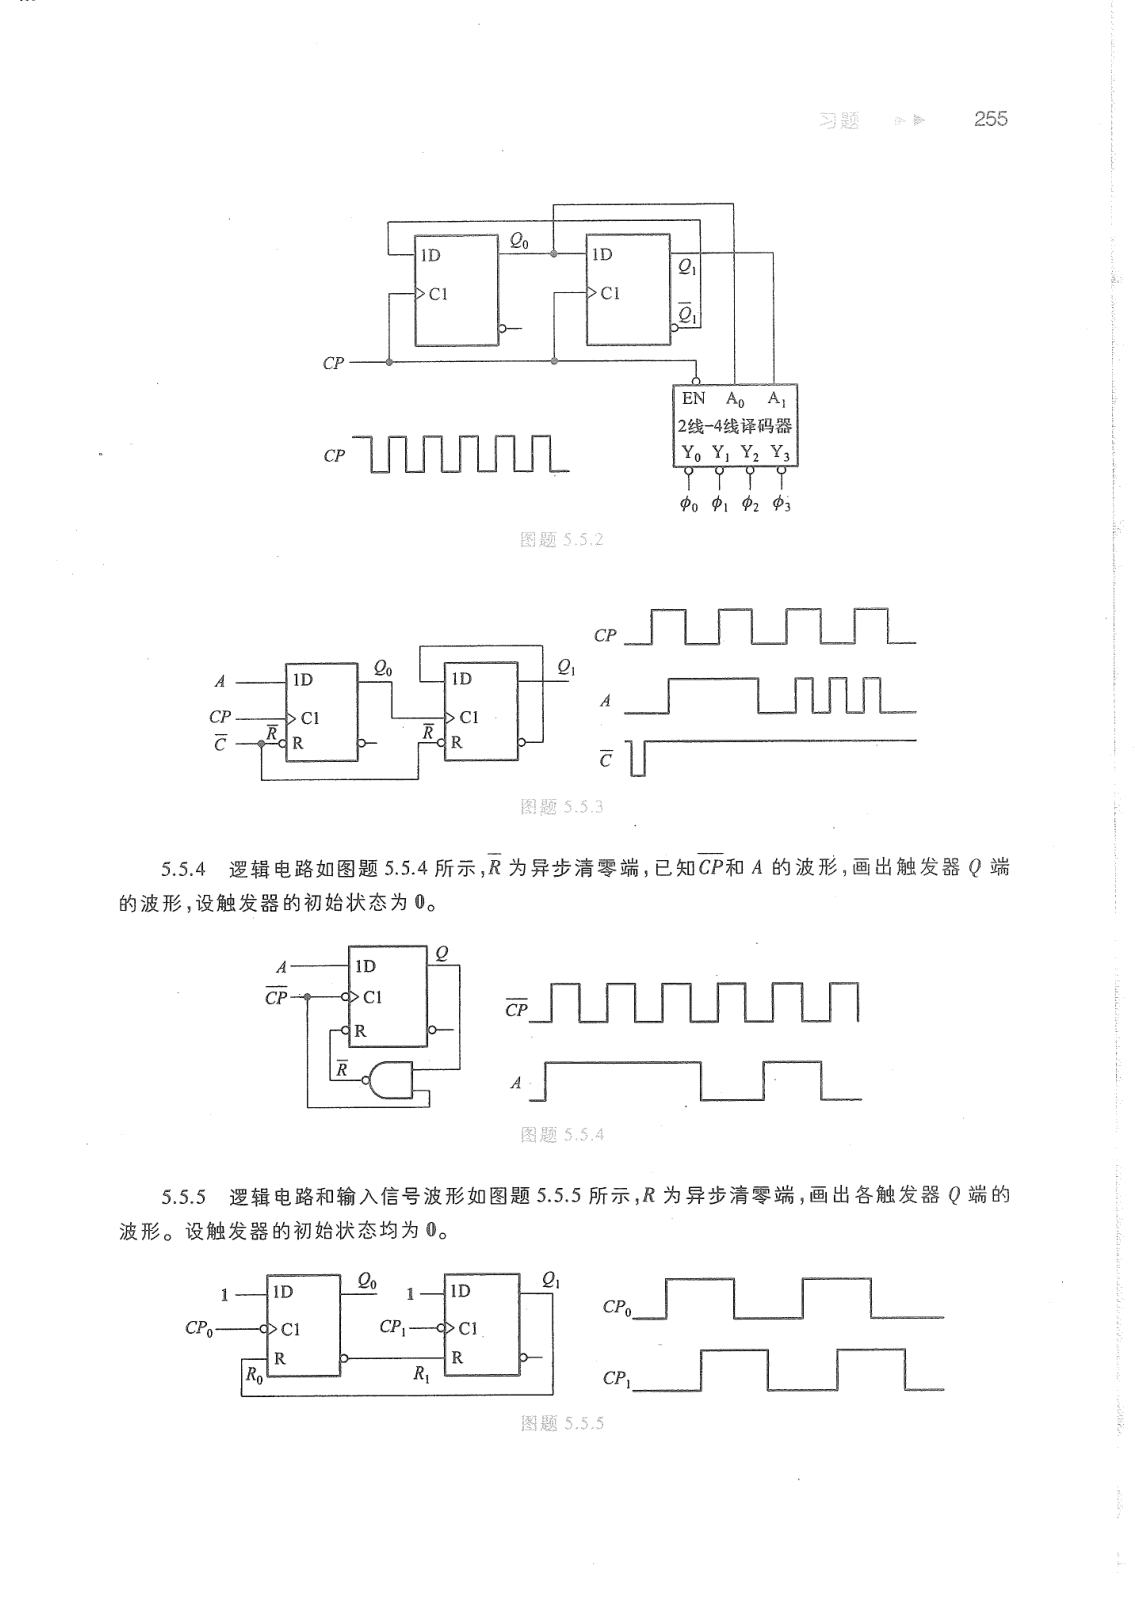 习题 255
1D Q₀ 1D Q₁
C1 C1 Q̅₁
CP
EN A₀ A₁
2线-4线译码器
Y₀ Y₁ Y₂ Y₃
CP
ϕ₀ ϕ₁ ϕ₂ ϕ₃
图题 5.5.2
CP
A 1D Q₀ 1D Q₁
A
CP C1 C1
C̅ R̅ R R̅ R
C̅
图题 5.5.3
5.5.4 逻辑电路如图题 5.5.4 所示,R̅ 为异步清零端,已知C̅P̅和 A 的波形,画出触发器 Q 端
的波形,设触发器的初始状态为 0。
A 1D Q
C̅P̅ C1
C̅P̅
R
R̅
A
图题 5.5.4
5.5.5 逻辑电路和输入信号波形如图题 5.5.5 所示,R 为异步清零端,画出各触发器 Q 端的
波形。设触发器的初始状态均为 0。
1 1D Q₀ 1 1D Q₁
CP₀
CP₀ C1 CP₁ C1
R₀ R R₁ R
CP₁
图题 5.5.5